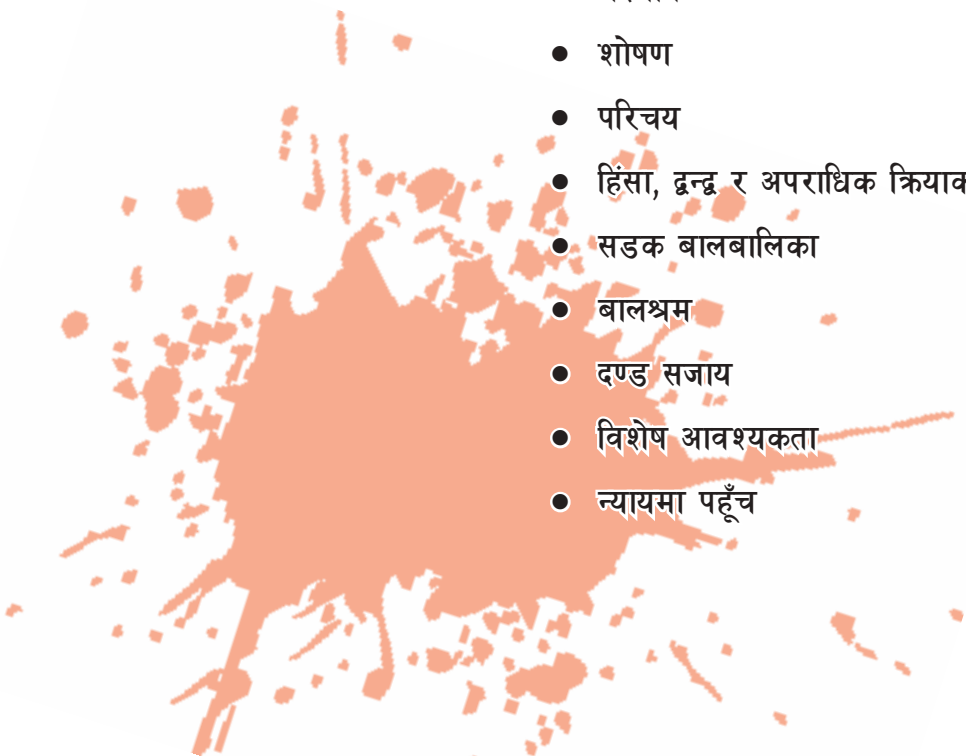 • शोषण
• परिचय
• हिंसा, द्वन्द्व र अपराधिक
• सडक बालबालिका
• बालश्रम
• दण्ड सजाय
• विशेष आवश्यकता
• न्यायमा पहूँच